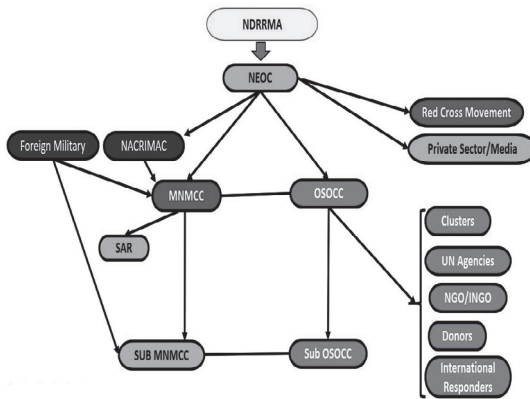 NDRRMA
NEOC
Red Cross Movement
Foreign Military
NACRIMAC
Private Sector/Media
MNMCC
OSOCC
SAR
Clusters
UN Agencies
NGO/INGO
Donors
SUB MNMCC
Sub OSOCC
International
Responders